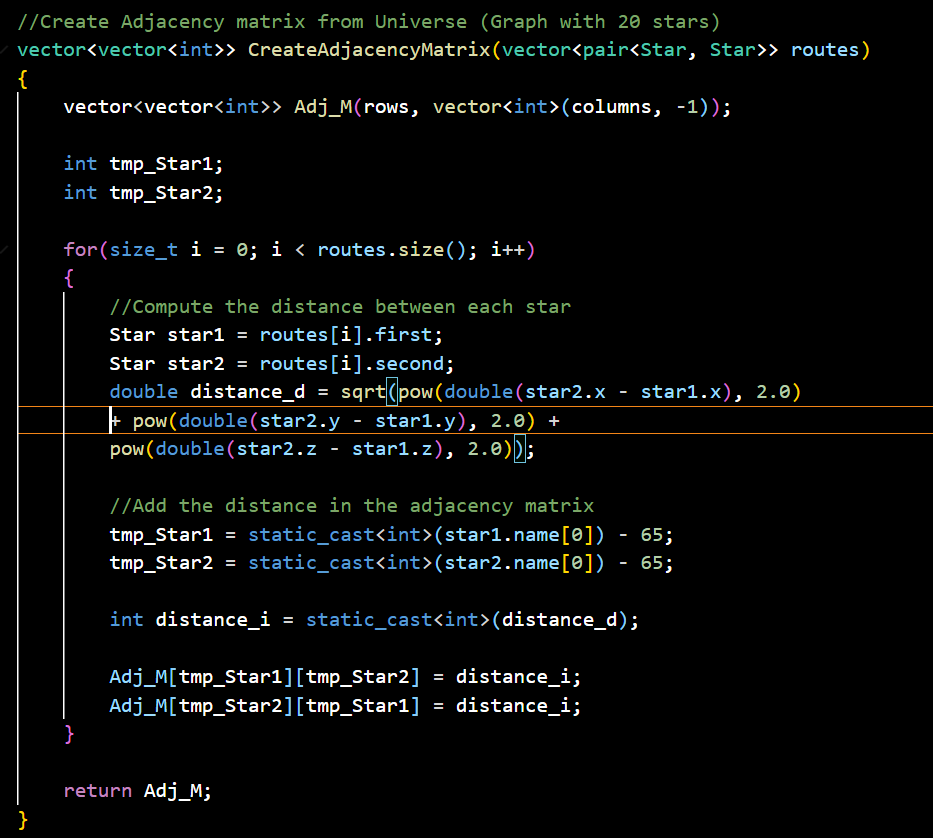 //Create Adjacency matrix from Universe (Graph with 20 stars)
vector<vector<int>> CreateAdjacencyMatrix(vector<pair<Star, Star>> routes)
{
    vector<vector<int>> Adj_M(rows, vector<int>(columns, -1));
    int tmp_Star1;
    int tmp_Star2;
    for(size_t i = 0; i < routes.size(); i++)
    {
        //Compute the distance between each star
        Star star1 = routes[i].first;
        Star star2 = routes[i].second;
        double distance_d = sqrt(pow(double(star2.x - star1.x), 2.0)
        + pow(double(star2.y - star1.y), 2.0) +
        pow(double(star2.z - star1.z), 2.0));
        //Add the distance in the adjacency matrix
        tmp_Star1 = static_cast<int>(star1.name[0]) - 65;
        tmp_Star2 = static_cast<int>(star2.name[0]) - 65;
        int distance_i = static_cast<int>(distance_d);
        Adj_M[tmp_Star1][tmp_Star2] = distance_i;
        Adj_M[tmp_Star2][tmp_Star1] = distance_i;
    }
    return Adj_M;
}